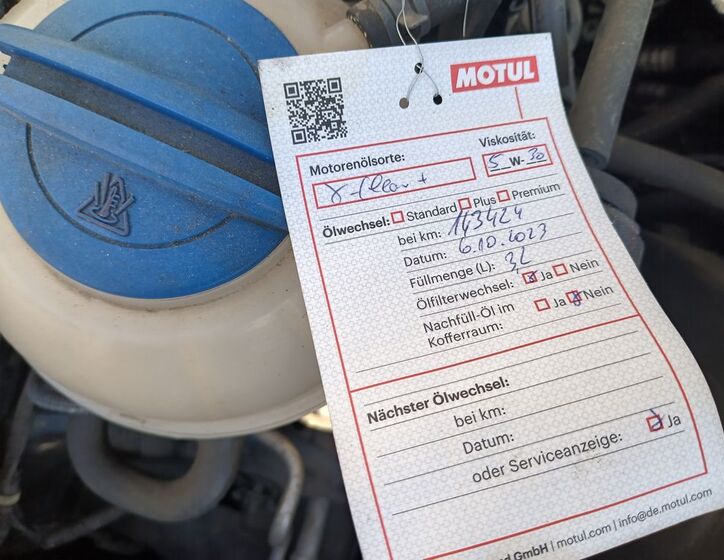 MOTUL
Motorenölsorte:
Viskosität:
X-Clean +
5 W- 30
Ölwechsel: Standard Plus Premium
bei km: 143424
Datum: 6.10.2023
Füllmenge (L): 3,2
Ölfilterwechsel: Ja Nein
Nachfüll-Öl im Ja Nein
Kofferraum:
Nächster Ölwechsel:
bei km:
Datum:
oder Serviceanzeige: Ja
GmbH | motul.com | info@de.motul.com